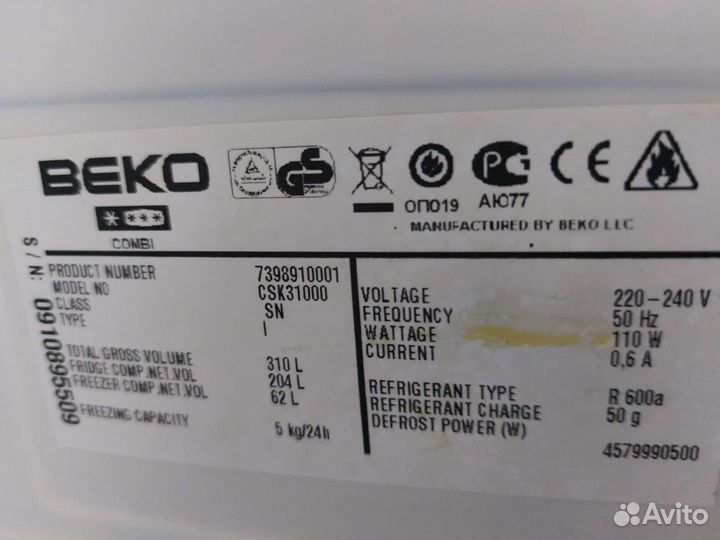 BEKO
COMBI
ОП019
АЮ77
MANUFACTURED BY BEKO LLC
S / N: 0910895509
PRODUCT NUMBER 7398910001
MODEL NO CSK31000
CLASS SN
TYPE I
TOTAL GROSS VOLUME 310 L
FRIDGE COMP.NET.VOL 204 L
FREEZER COMP.NET.VOL 62 L
FREEZING CAPACITY 5 kg/24h
VOLTAGE 220-240 V
FREQUENCY 50 Hz
WATTAGE 110 W
CURRENT 0,6 A
REFRIGERANT TYPE R 600a
REFRIGERANT CHARGE 50 g
DEFROST POWER (W)
4579990500
Avito